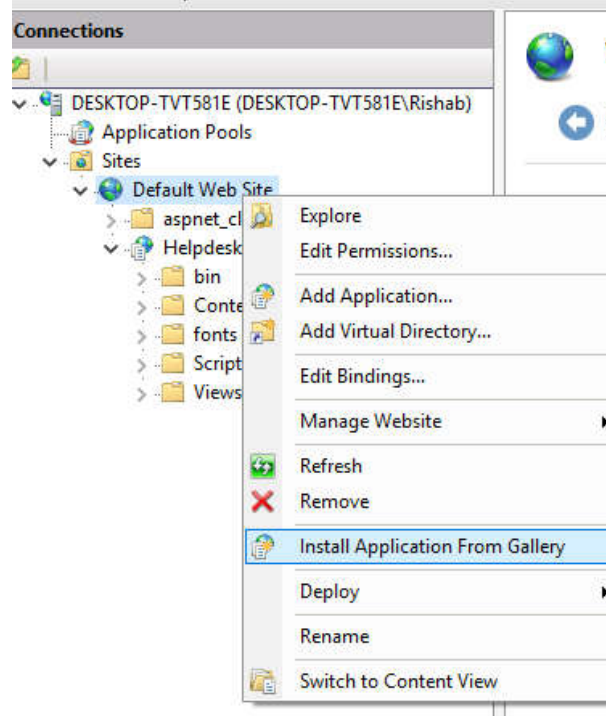 Connections
DESKTOP-TVT581E (DESKTOP-TVT581E\Rishab)
Application Pools
Sites
Default Web Site
aspnet_cl
Helpdesk
bin
Conte
fonts
Script
Views
Explore
Edit Permissions...
Add Application...
Add Virtual Directory...
Edit Bindings...
Manage Website
Refresh
Remove
Install Application From Gallery
Deploy
Rename
Switch to Content View